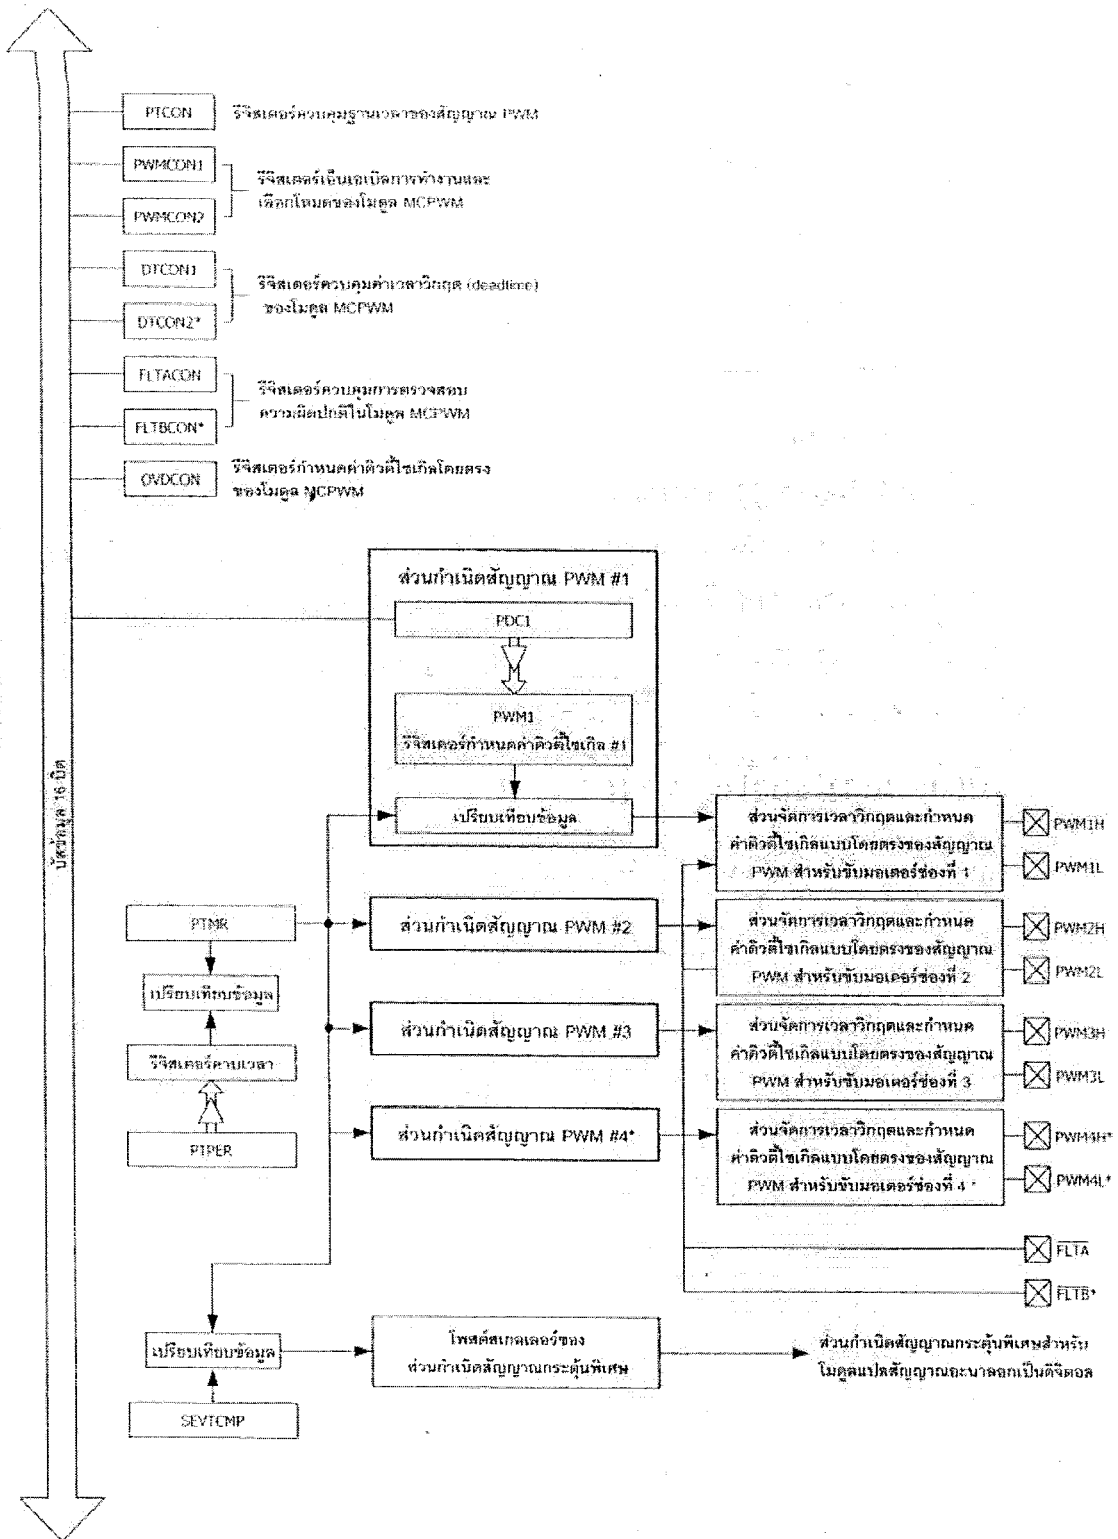 PTCON
รีจิสเตอร์ควบคุมฐานเวลาของสัญญาณ PWM
PWMCON1
PWMCON2
รีจิสเตอร์เอ็นเอเบิลการทำงานและ
เลือกโหมดของโมดูล MCPWM
DTCON1
DTCON2*
รีจิสเตอร์ควบคุมค่าเวลาวิกฤต (deadtime)
ของโมดูล MCPWM
FLTACON
FLTBCON*
รีจิสเตอร์ควบคุมการตรวจสอบ
ความผิดปกติในโมดูล MCPWM
OVDCON
รีจิสเตอร์กำหนดค่าดิวตี้ไซเกิลโดยตรง
ของโมดูล MCPWM
บัสข้อมูล 16 บิต
ส่วนกำเนิดสัญญาณ PWM #1
PDC1
PWM1
รีจิสเตอร์กำหนดค่าดิวตี้ไซเกิล #1
เปรียบเทียบข้อมูล
ส่วนจัดการเวลาวิกฤตและกำหนด
ค่าดิวตี้ไซเกิลแบบโดยตรงของสัญญาณ
PWM สำหรับขับมอเตอร์ช่องที่ 1
PWM1H
PWM1L
PTMR
ส่วนกำเนิดสัญญาณ PWM #2
ส่วนจัดการเวลาวิกฤตและกำหนด
ค่าดิวตี้ไซเกิลแบบโดยตรงของสัญญาณ
PWM สำหรับขับมอเตอร์ช่องที่ 2
PWM2H
PWM2L
เปรียบเทียบข้อมูล
ส่วนกำเนิดสัญญาณ PWM #3
ส่วนจัดการเวลาวิกฤตและกำหนด
ค่าดิวตี้ไซเกิลแบบโดยตรงของสัญญาณ
PWM สำหรับขับมอเตอร์ช่องที่ 3
PWM3H
PWM3L
รีจิสเตอร์คาบเวลา
PTPER
ส่วนกำเนิดสัญญาณ PWM #4*
ส่วนจัดการเวลาวิกฤตและกำหนด
ค่าดิวตี้ไซเกิลแบบโดยตรงของสัญญาณ
PWM สำหรับขับมอเตอร์ช่องที่ 4 *
PWM4H*
PWM4L*
FLTA
FLTB*
เปรียบเทียบข้อมูล
โพสต์สเกลเลอร์ของ
ส่วนกำเนิดสัญญาณกระตุ้นพิเศษ
ส่วนกำเนิดสัญญาณกระตุ้นพิเศษสำหรับ
โมดูลแปลสัญญาณอะนาลอกเป็นดิจิตอล
SEVTCMP